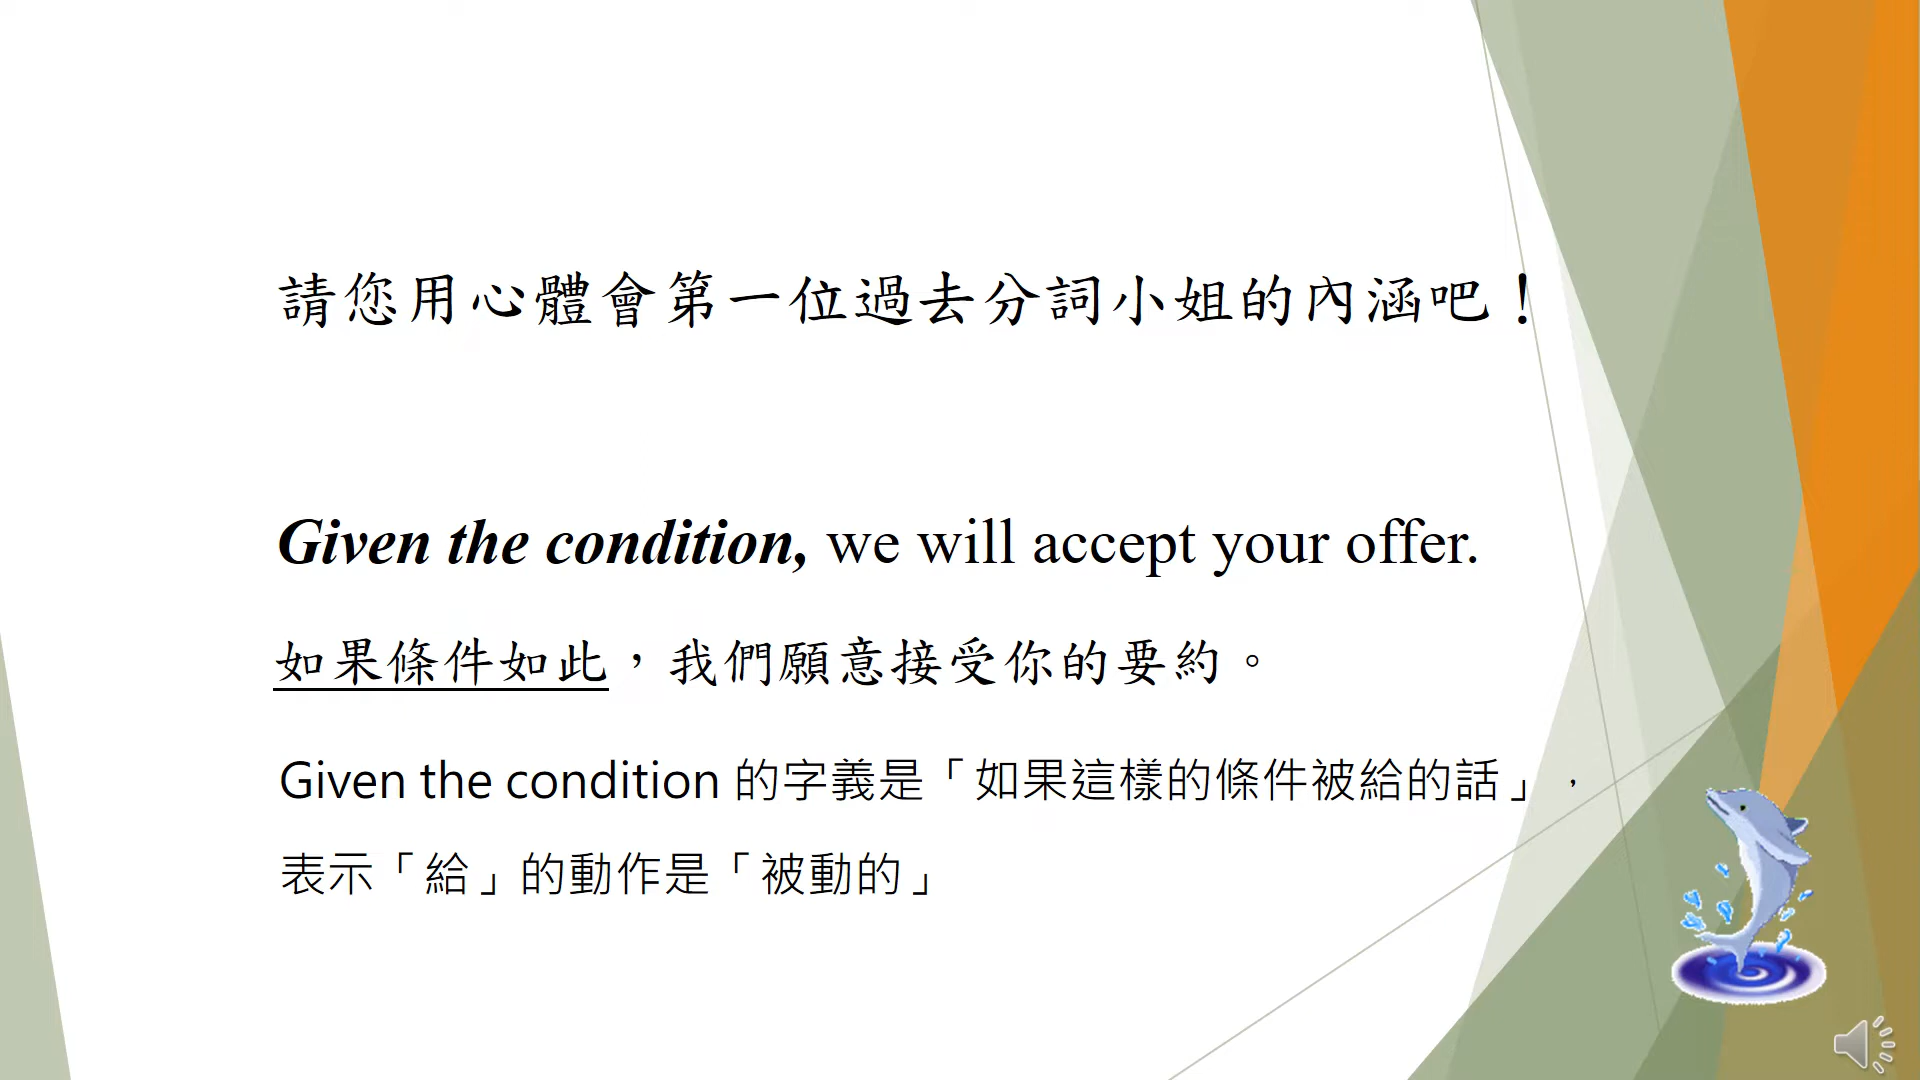 請您用心體會第一位過去分詞小姐的內涵吧！
Given the condition, we will accept your offer.
如果條件如此，我們願意接受你的要約。
Given the condition 的字義是「如果這樣的條件被給的話」，
表示「給」的動作是「被動的」